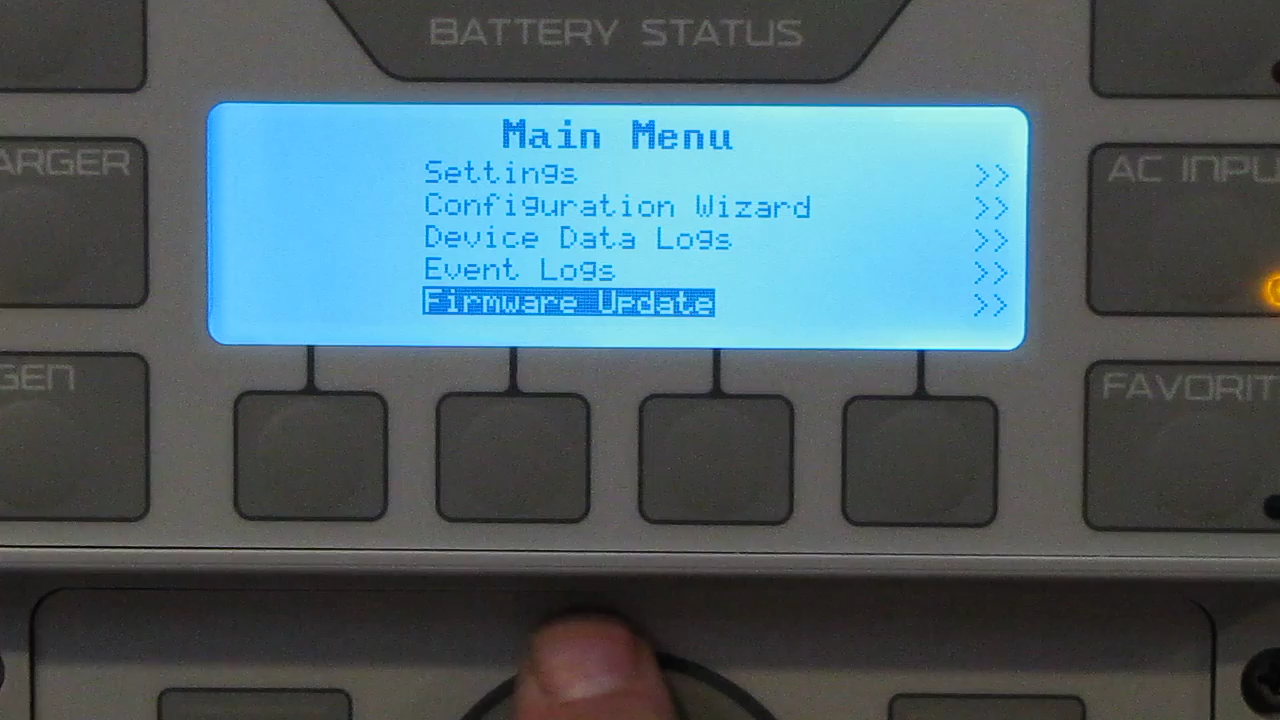 BATTERY STATUS
Main Menu
Settings >>
Configuration Wizard >>
Device Data Logs >>
Event Logs >>
Firmware Update >>
ARGER
AC INPU
GEN
FAVORIT